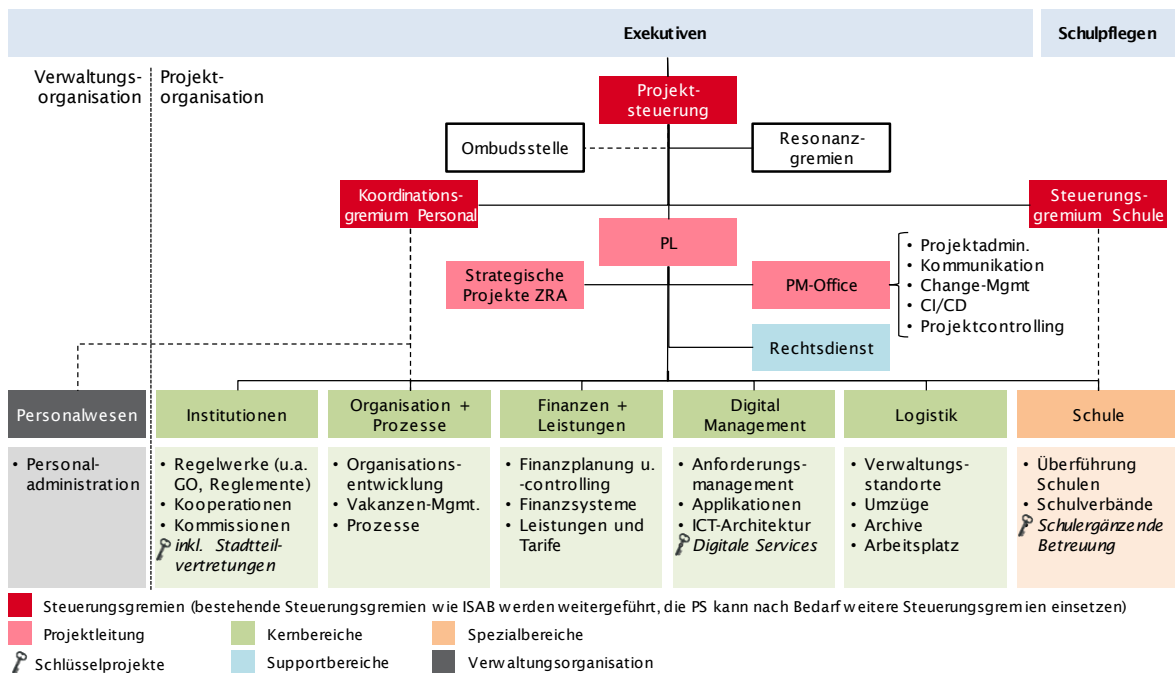 Exekutiven
Schulpflegen
Verwaltungs-
organisation
Projekt-
organisation
Projekt-
steuerung
Ombudsstelle
Resonanz-
gremien
Koordinations-
gremium Personal
Steuerungs-
gremium Schule
PL
Strategische
Projekte ZRA
PM-Office
• Projektadmin.
• Kommunikation
• Change-Mgmt
• CI/CD
• Projektcontrolling
Rechtsdienst
Personalwesen
• Personal-
administration
Institutionen
• Regelwerke (u.a.
GO, Reglemente)
• Kooperationen
• Kommissionen
inkl. Stadtteil-
vertretungen
Organisation +
Prozesse
• Organisations-
entwicklung
• Vakanzen-Mgmt.
• Prozesse
Finanzen +
Leistungen
• Finanzplanung u.
-controlling
• Finanzsysteme
• Leistungen und
Tarife
Digital
Management
• Anforderungs-
management
• Applikationen
• ICT-Architektur
Digitale Services
Logistik
• Verwaltungs-
standorte
• Umzüge
• Archive
• Arbeitsplatz
Schule
• Überführung
Schulen
• Schulverbände
Schulergänzende
Betreuung
Steuerungsgremien (bestehende Steuerungsgremien wie ISAB werden weitergeführt, die PS kann nach Bedarf weitere Steuerungsgremien einsetzen)
Projektleitung
Kernbereiche
Spezialbereiche
Schlüsselprojekte
Supportbereiche
Verwaltungsorganisation